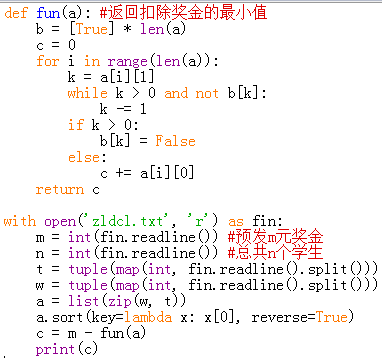 def fun(a): #返回扣除奖金的最小值
    b = [True] * len(a)
    c = 0
    for i in range(len(a)):
        k = a[i][1]
        while k > 0 and not b[k]:
            k -= 1
        if k > 0:
            b[k] = False
        else:
            c += a[i][0]
    return c

with open('zldcl.txt', 'r') as fin:
    m = int(fin.readline()) #预发m元奖金
    n = int(fin.readline()) #总共n个学生
    t = tuple(map(int, fin.readline().split()))
    w = tuple(map(int, fin.readline().split()))
    a = list(zip(w, t))
    a.sort(key=lambda x: x[0], reverse=True)
    c = m - fun(a)
    print(c)